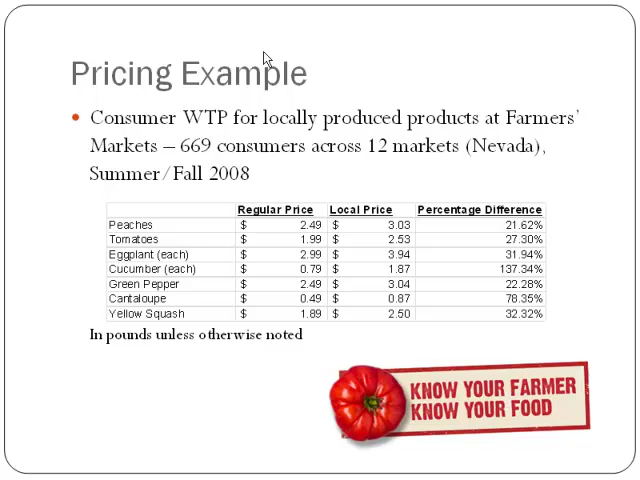 Pricing Example
• Consumer WTP for locally produced products at Farmers’
Markets – 669 consumers across 12 markets (Nevada),
Summer/Fall 2008
Regular Price Local Price Percentage Difference
Peaches $ 2.49 $ 3.03 21.62%
Tomatoes $ 1.99 $ 2.53 27.30%
Eggplant (each) $ 2.99 $ 3.94 31.94%
Cucumber (each) $ 0.79 $ 1.87 137.34%
Green Pepper $ 2.49 $ 3.04 22.28%
Cantaloupe $ 0.49 $ 0.87 78.35%
Yellow Squash $ 1.89 $ 2.50 32.32%
In pounds unless otherwise noted
KNOW YOUR FARMER
KNOW YOUR FOOD